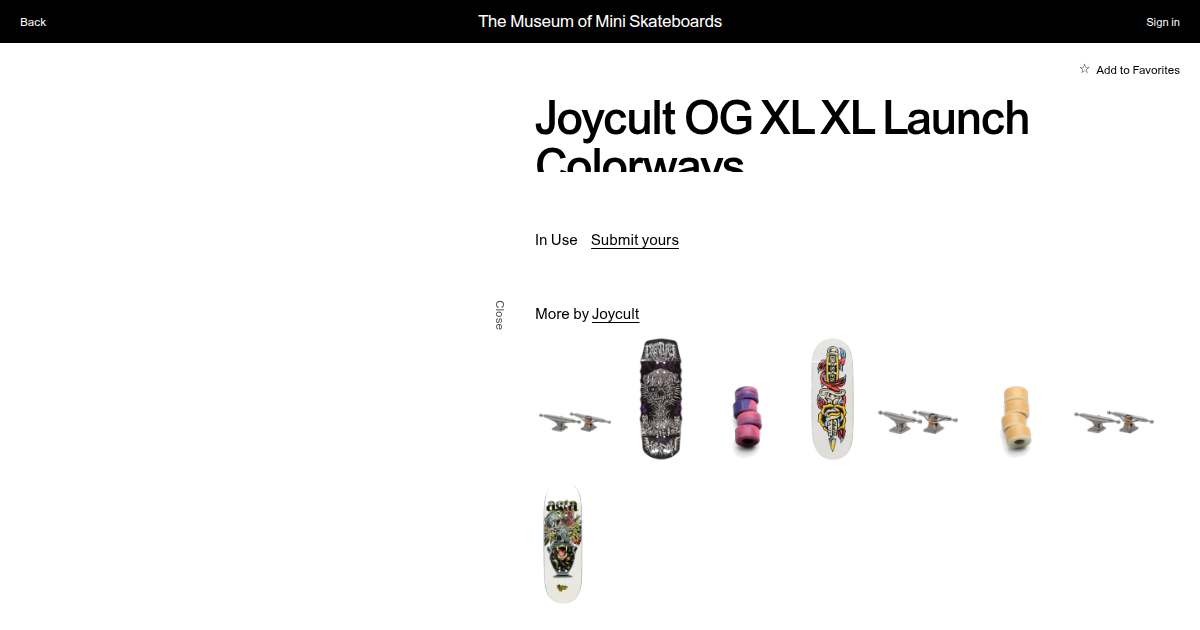 Back
The Museum of Mini Skateboards
Sign in
☆ Add to Favorites
Joycult OG XL XL Launch
Colorways
In Use Submit yours
Close
More by Joycult